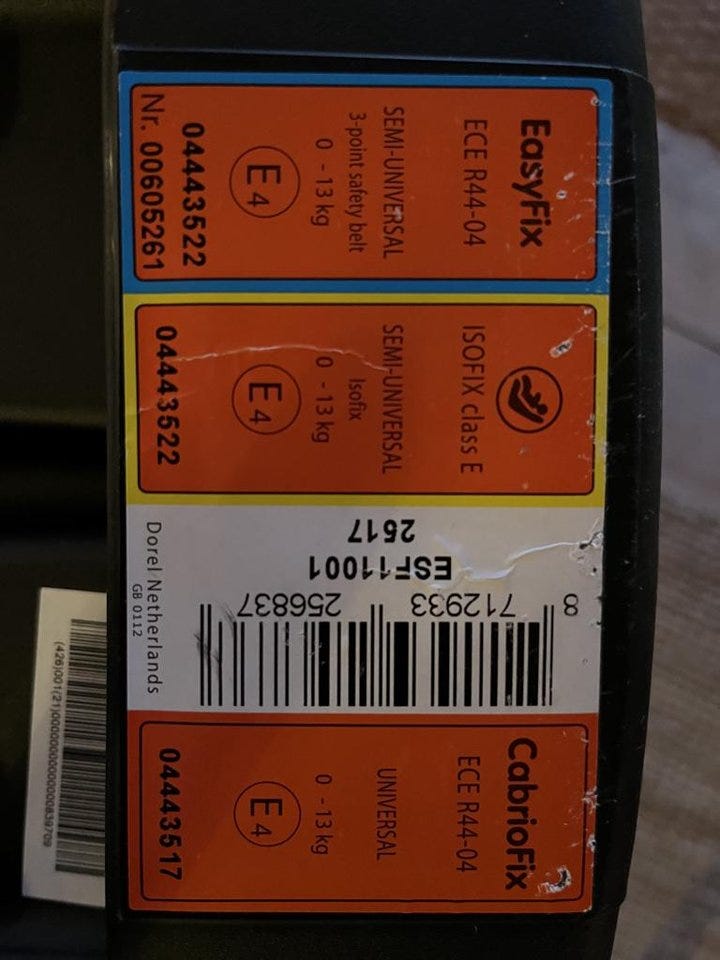 EasyFix
ECE R44-04
SEMI-UNIVERSAL
3-point safety belt
0 - 13 kg
E4
04443522
Nr. 00605261
ISOFIX class E
SEMI-UNIVERSAL
Isofix
0 - 13 kg
E4
04443522
2617
ESF11001
8 712933 256837
Dorel Netherlands
GB 0112
CabrioFix
ECE R44-04
UNIVERSAL
0 - 13 kg
E4
04443517